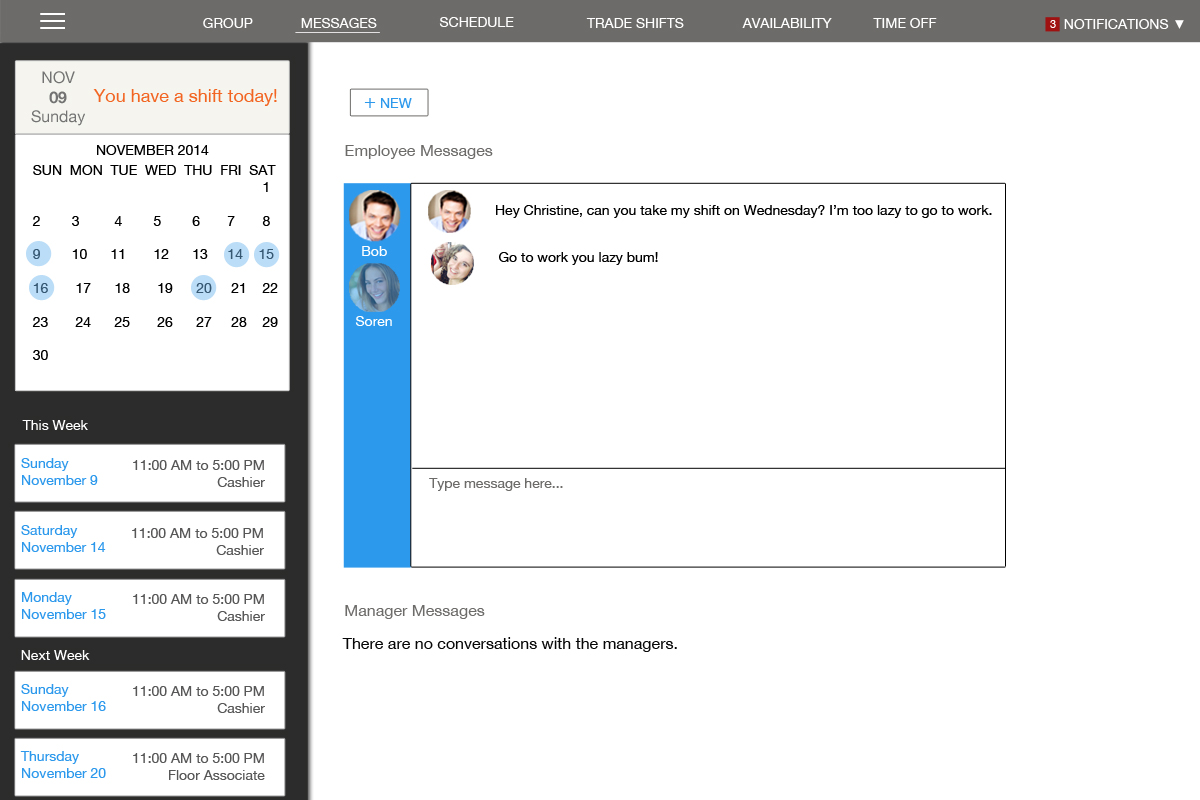 GROUP MESSAGES SCHEDULE TRADE SHIFTS AVAILABILITY TIME OFF 3 NOTIFICATIONS ▼
NOV
09
Sunday
You have a shift today!
NOVEMBER 2014
SUN MON TUE WED THU FRI SAT
1
2 3 4 5 6 7 8
9 10 11 12 13 14 15
16 17 18 19 20 21 22
23 24 25 26 27 28 29
30
This Week
Sunday 11:00 AM to 5:00 PM
November 9 Cashier
Saturday 11:00 AM to 5:00 PM
November 14 Cashier
Monday 11:00 AM to 5:00 PM
November 15 Cashier
Next Week
Sunday 11:00 AM to 5:00 PM
November 16 Cashier
Thursday 11:00 AM to 5:00 PM
November 20 Floor Associate
+ NEW
Employee Messages
Bob
Soren
Hey Christine, can you take my shift on Wednesday? I'm too lazy to go to work.
Go to work you lazy bum!
Type message here...
Manager Messages
There are no conversations with the managers.